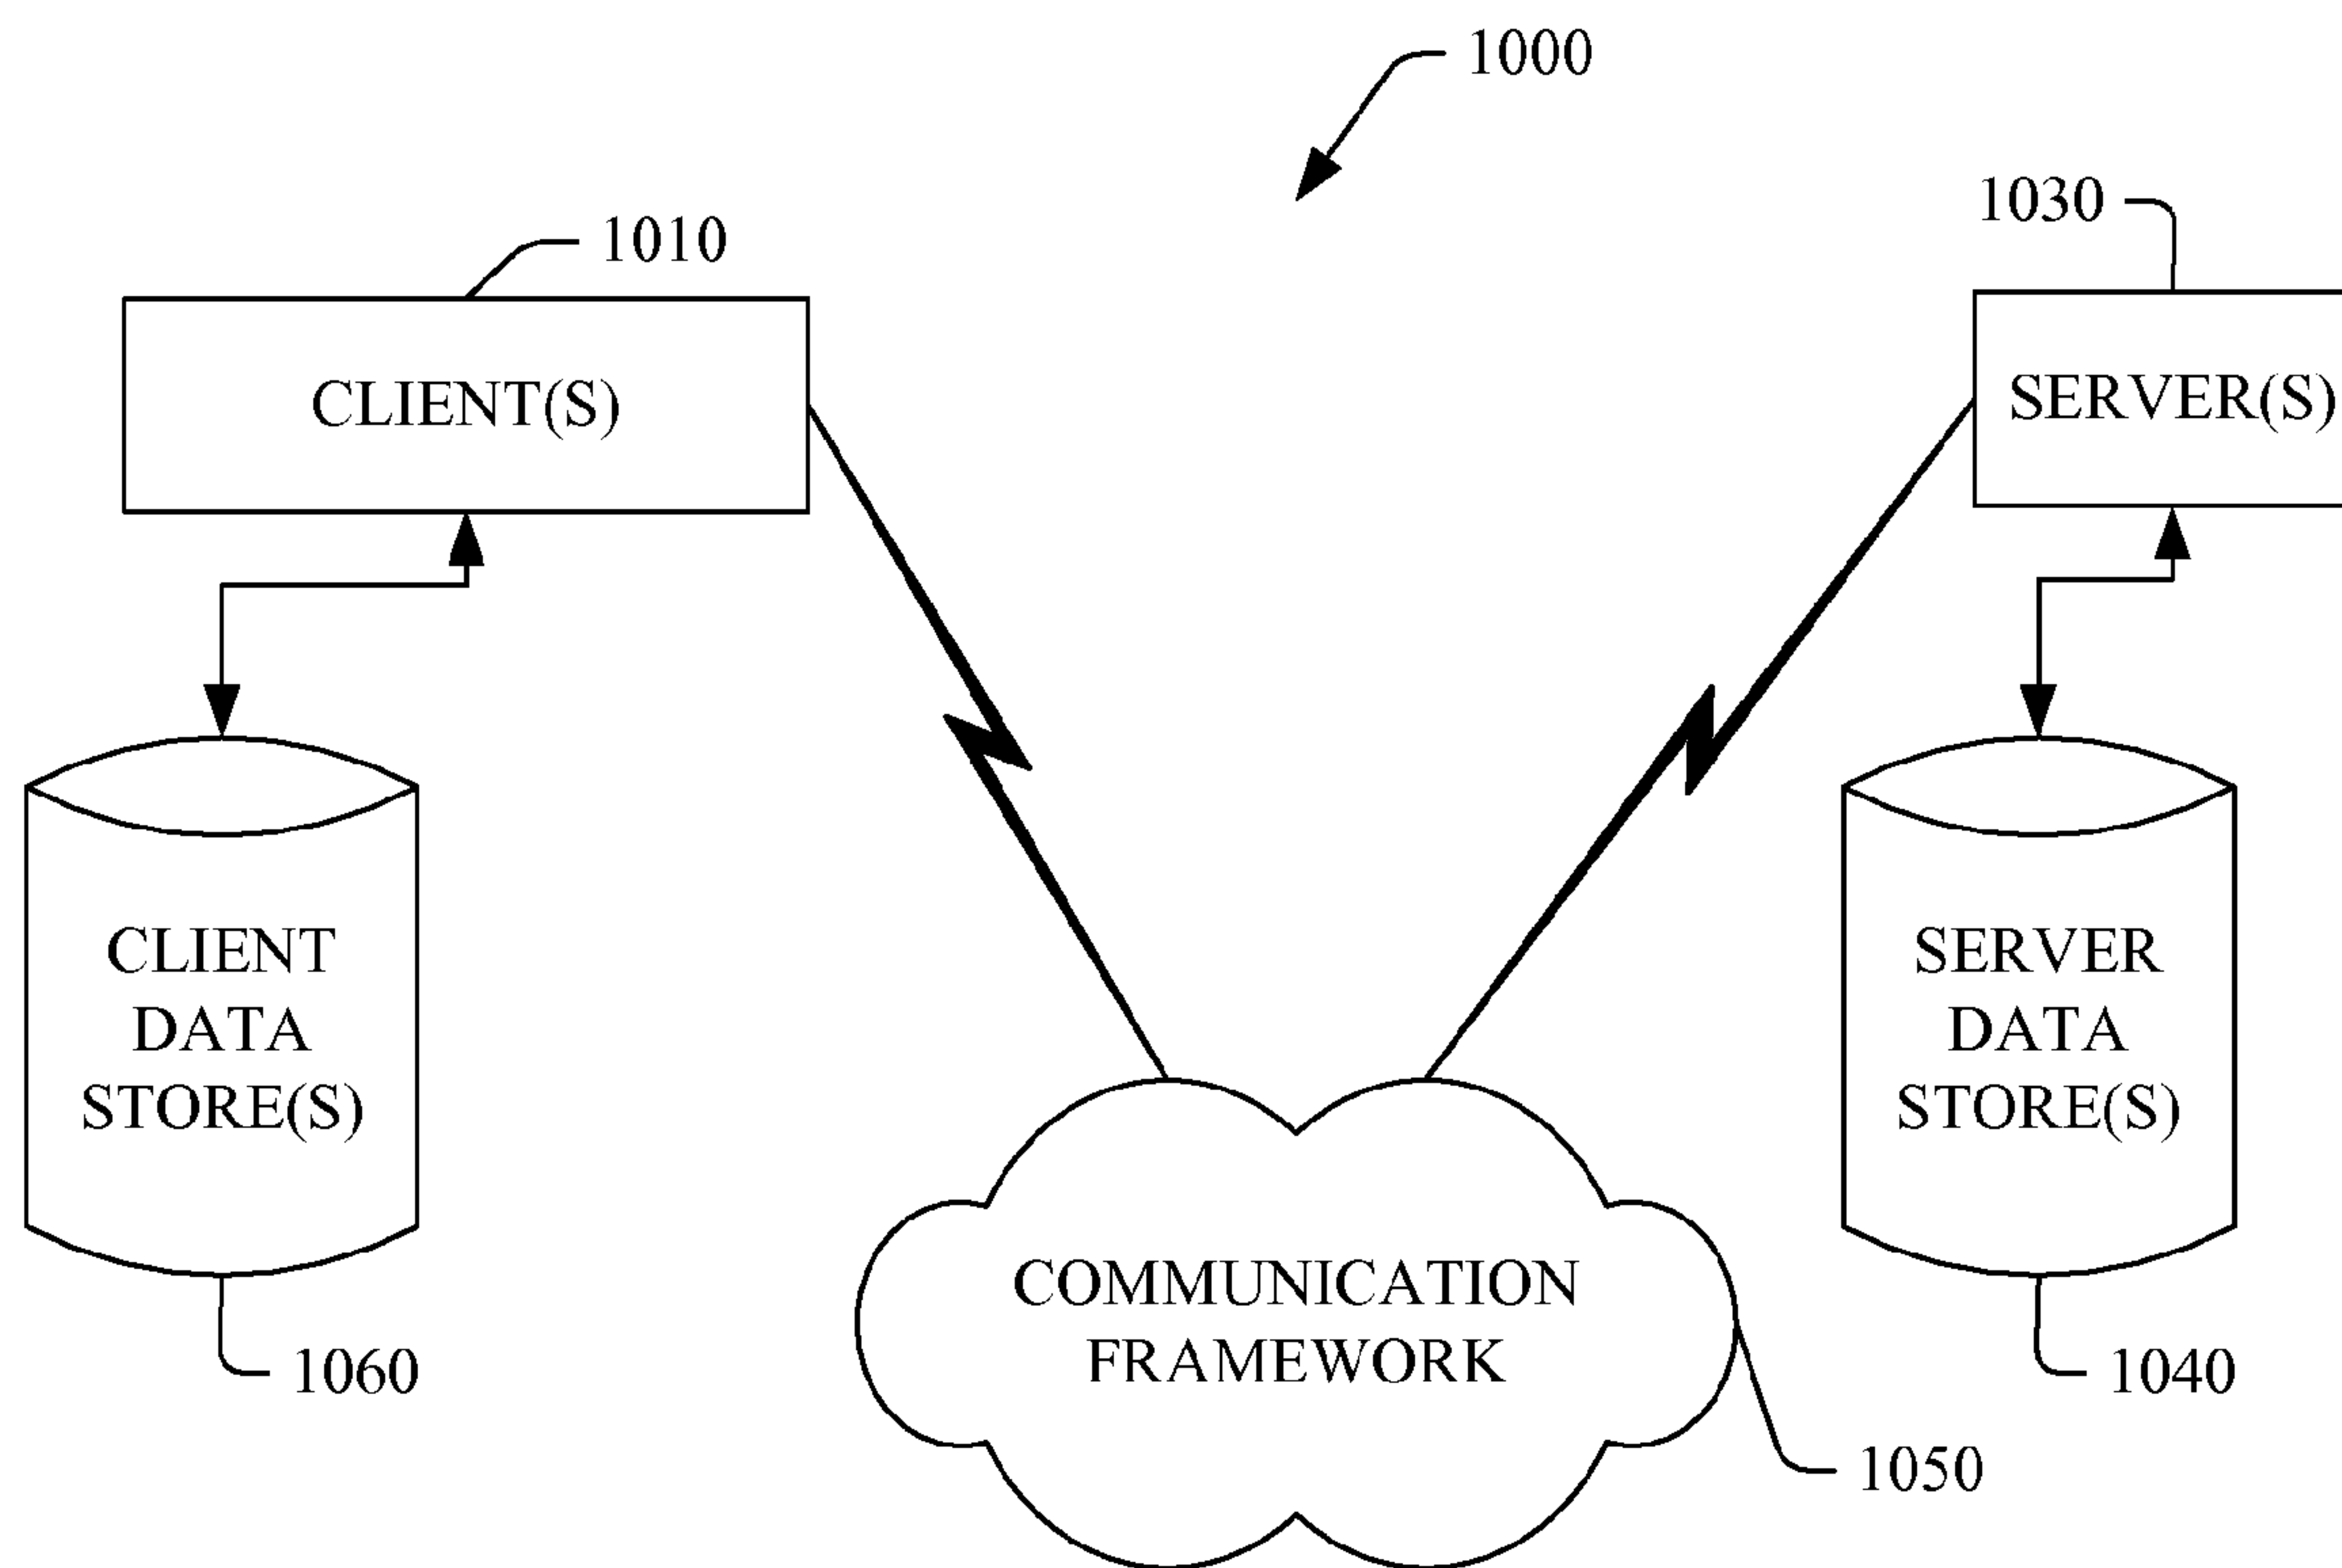 1000
1010
1030
CLIENT(S)
SERVER(S)
CLIENT
DATA
STORE(S)
SERVER
DATA
STORE(S)
COMMUNICATION
FRAMEWORK
1060
1040
1050